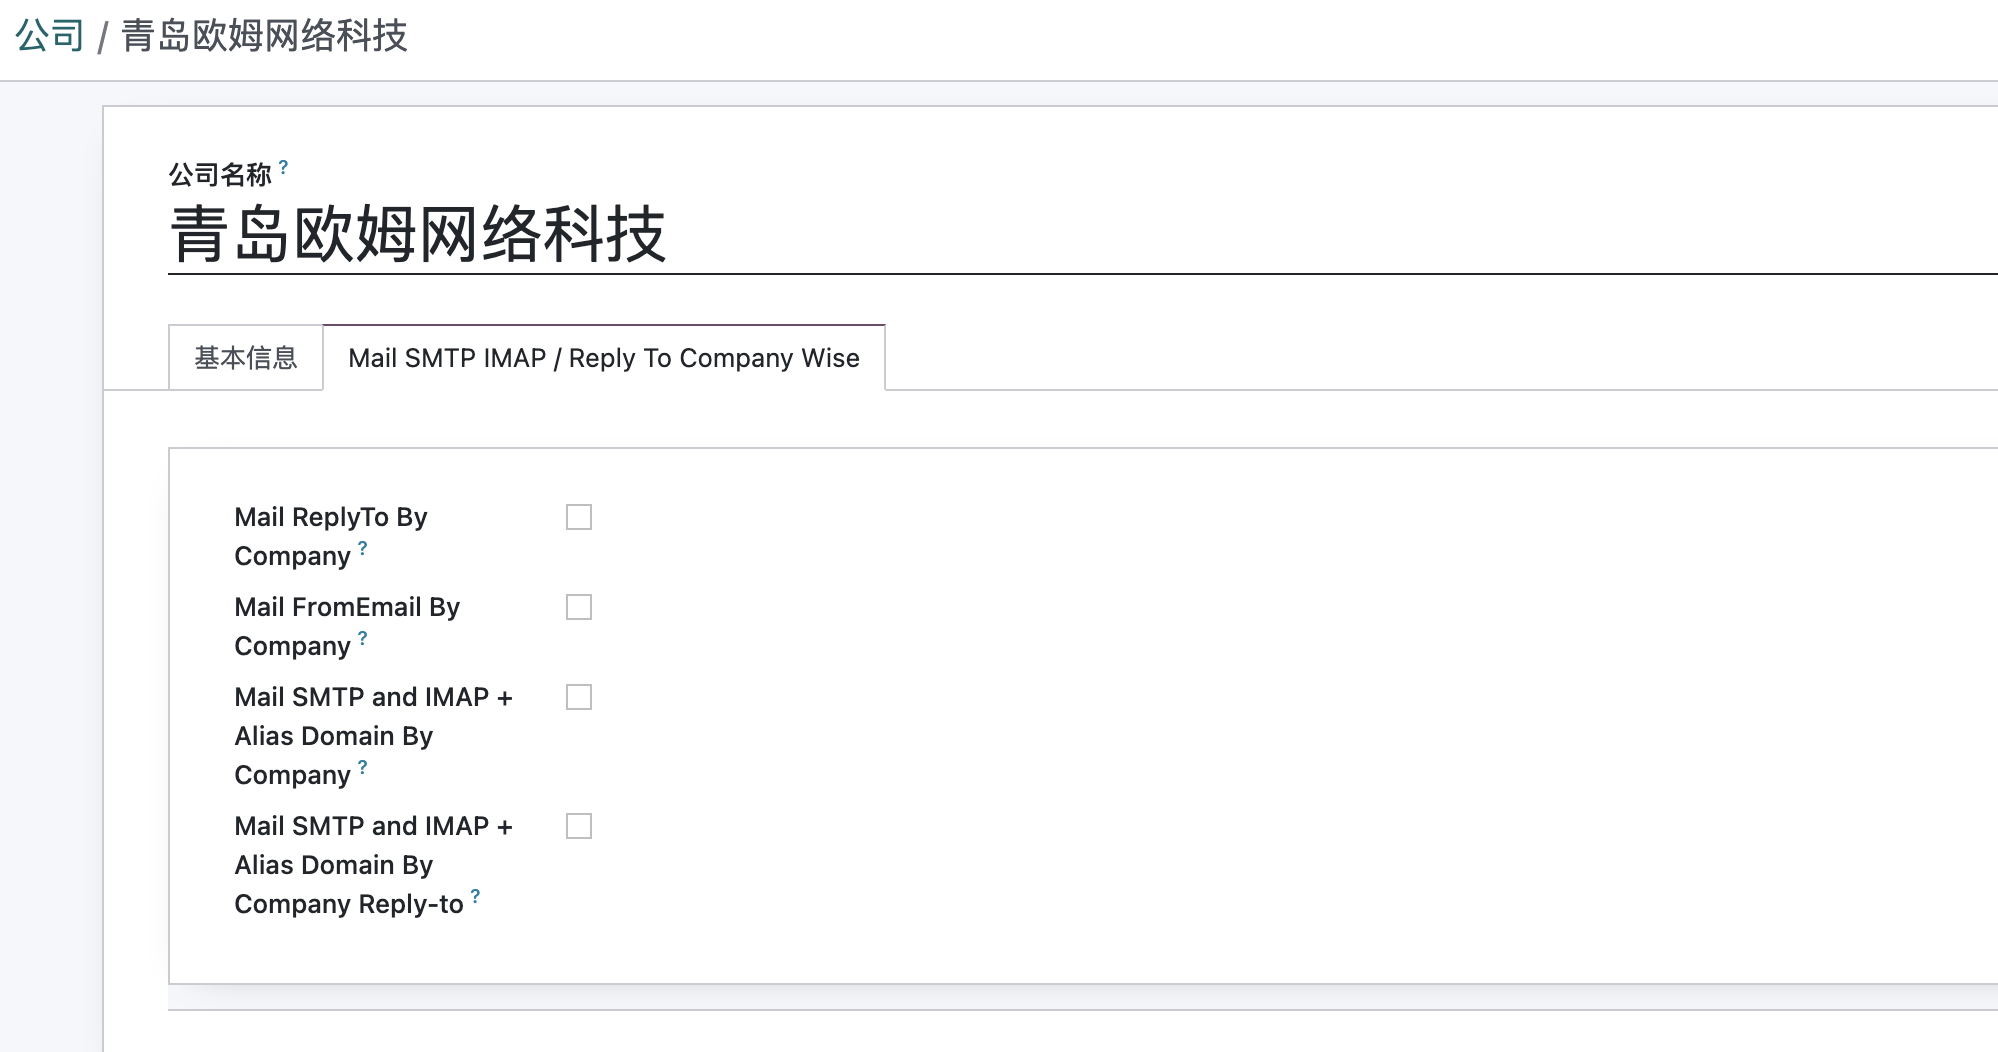 公司 / 青岛欧姆网络科技
公司名称 ?
青岛欧姆网络科技
基本信息
Mail SMTP IMAP / Reply To Company Wise
Mail ReplyTo By
Company ?
Mail FromEmail By
Company ?
Mail SMTP and IMAP +
Alias Domain By
Company ?
Mail SMTP and IMAP +
Alias Domain By
Company Reply-to ?